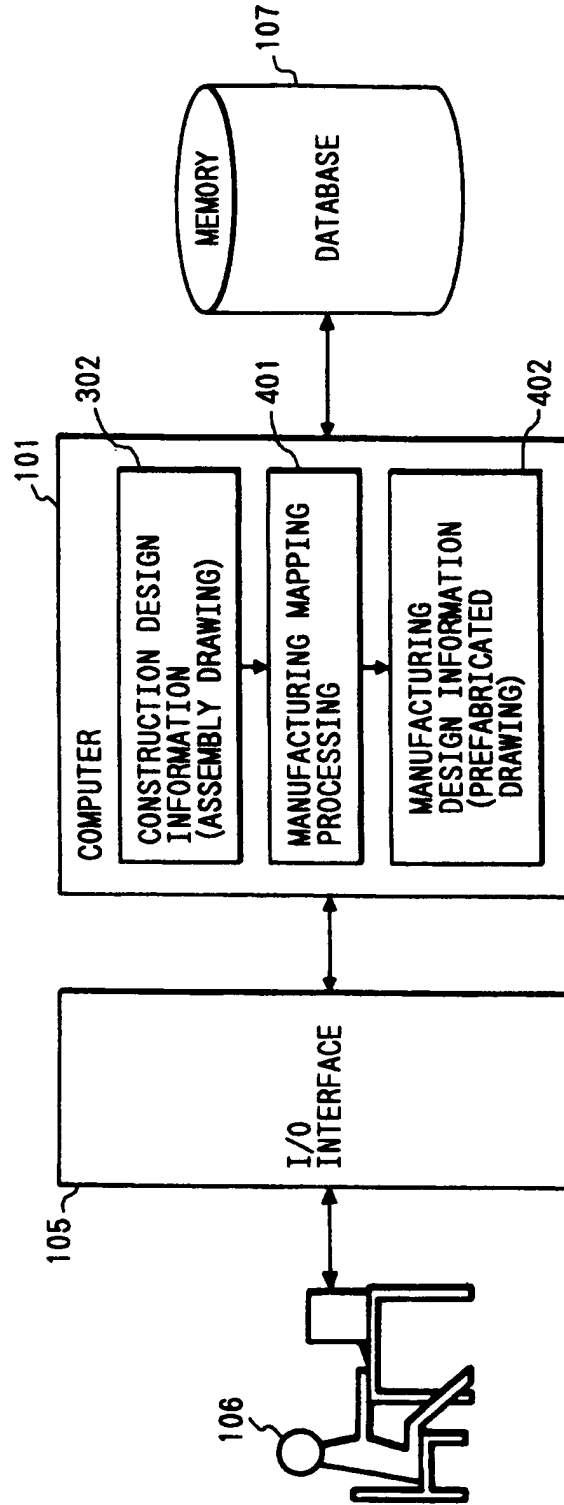 106
105
I/O
INTERFACE
101
COMPUTER
302
CONSTRUCTION DESIGN
INFORMATION
(ASSEMBLY DRAWING)
401
MANUFACTURING MAPPING
PROCESSING
402
MANUFACTURING
DESIGN INFORMATION
(PREFABRICATED
DRAWING)
107
MEMORY
DATABASE